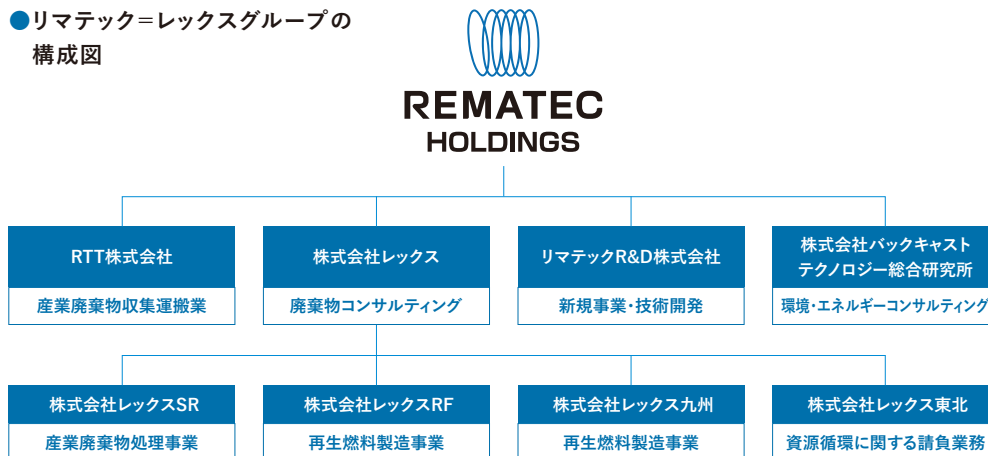 ●リマテック=レックスグループの
構成図
REMATEC
HOLDINGS
RTT株式会社
産業廃棄物収集運搬業
株式会社レックス
廃棄物コンサルティング
リマテックR&D株式会社
新規事業・技術開発
株式会社バックキャスト
テクノロジー総合研究所
環境・エネルギーコンサルティング
株式会社レックスSR
産業廃棄物処理事業
株式会社レックスRF
再生燃料製造事業
株式会社レックス九州
再生燃料製造事業
株式会社レックス東北
資源循環に関する請負業務